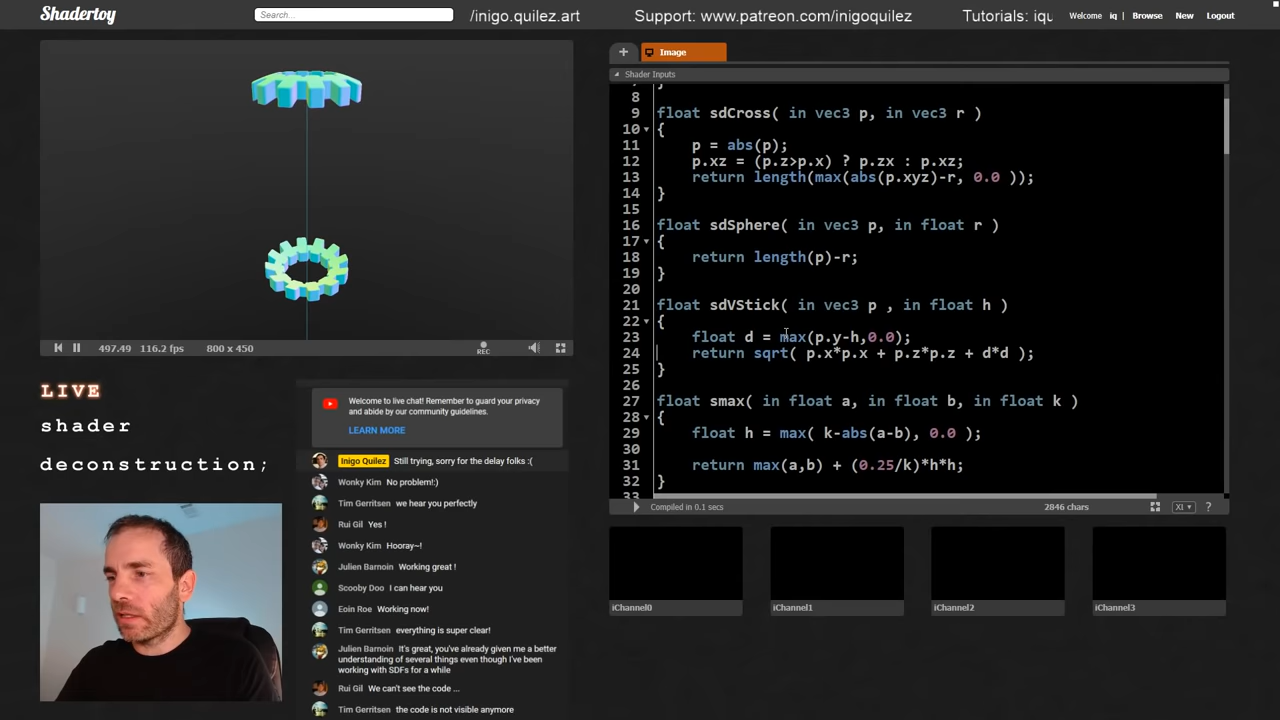 Shadertoy
Search...
/inigo.quilez.art
Support: www.patreon.com/inigoquilez
Tutorials: iqu
Welcome iq | Browse New Logout
+ Image
Shader Inputs
8
9 float sdCross( in vec3 p, in vec3 r )
10 {
11 p = abs(p);
12 p.xz = (p.z>p.x) ? p.zx : p.xz;
13 return length(max(abs(p.xyz)-r, 0.0 ));
14 }
15
16 float sdSphere( in vec3 p, in float r )
17 {
18 return length(p)-r;
19 }
20
21 float sdVStick( in vec3 p , in float h )
22 {
23 float d = max(p.y-h,0.0);
24 return sqrt( p.x*p.x + p.z*p.z + d*d );
25 }
26
27 float smax( in float a, in float b, in float k )
28 {
29 float h = max( k-abs(a-b), 0.0 );
30
31 return max(a,b) + (0.25/k)*h*h;
32 }
33
Compiled in 0.1 secs
2846 chars
?
497.49 116.2 fps 800 x 450
REC
LIVE
shader
deconstruction;
Welcome to live chat! Remember to guard your privacy
and abide by our community guidelines.
LEARN MORE
Inigo Quilez Still trying, sorry for the delay folks :(
Wonky Kim No problem!:)
Tim Gerritsen we hear you perfectly
Rui Gil Yes !
Wonky Kim Hooray~!
Julien Barnoin Working great !
Scooby Doo I can hear you
Eoin Roe Working now!
Tim Gerritsen everything is super clear!
Julien Barnoin It's great, you've already given me a better
understanding of several things even though I've been
working with SDFs for a while
Rui Gil We can't see the code ...
Tim Gerritsen the code is not visible anymore
iChannel0
iChannel1
iChannel2
iChannel3